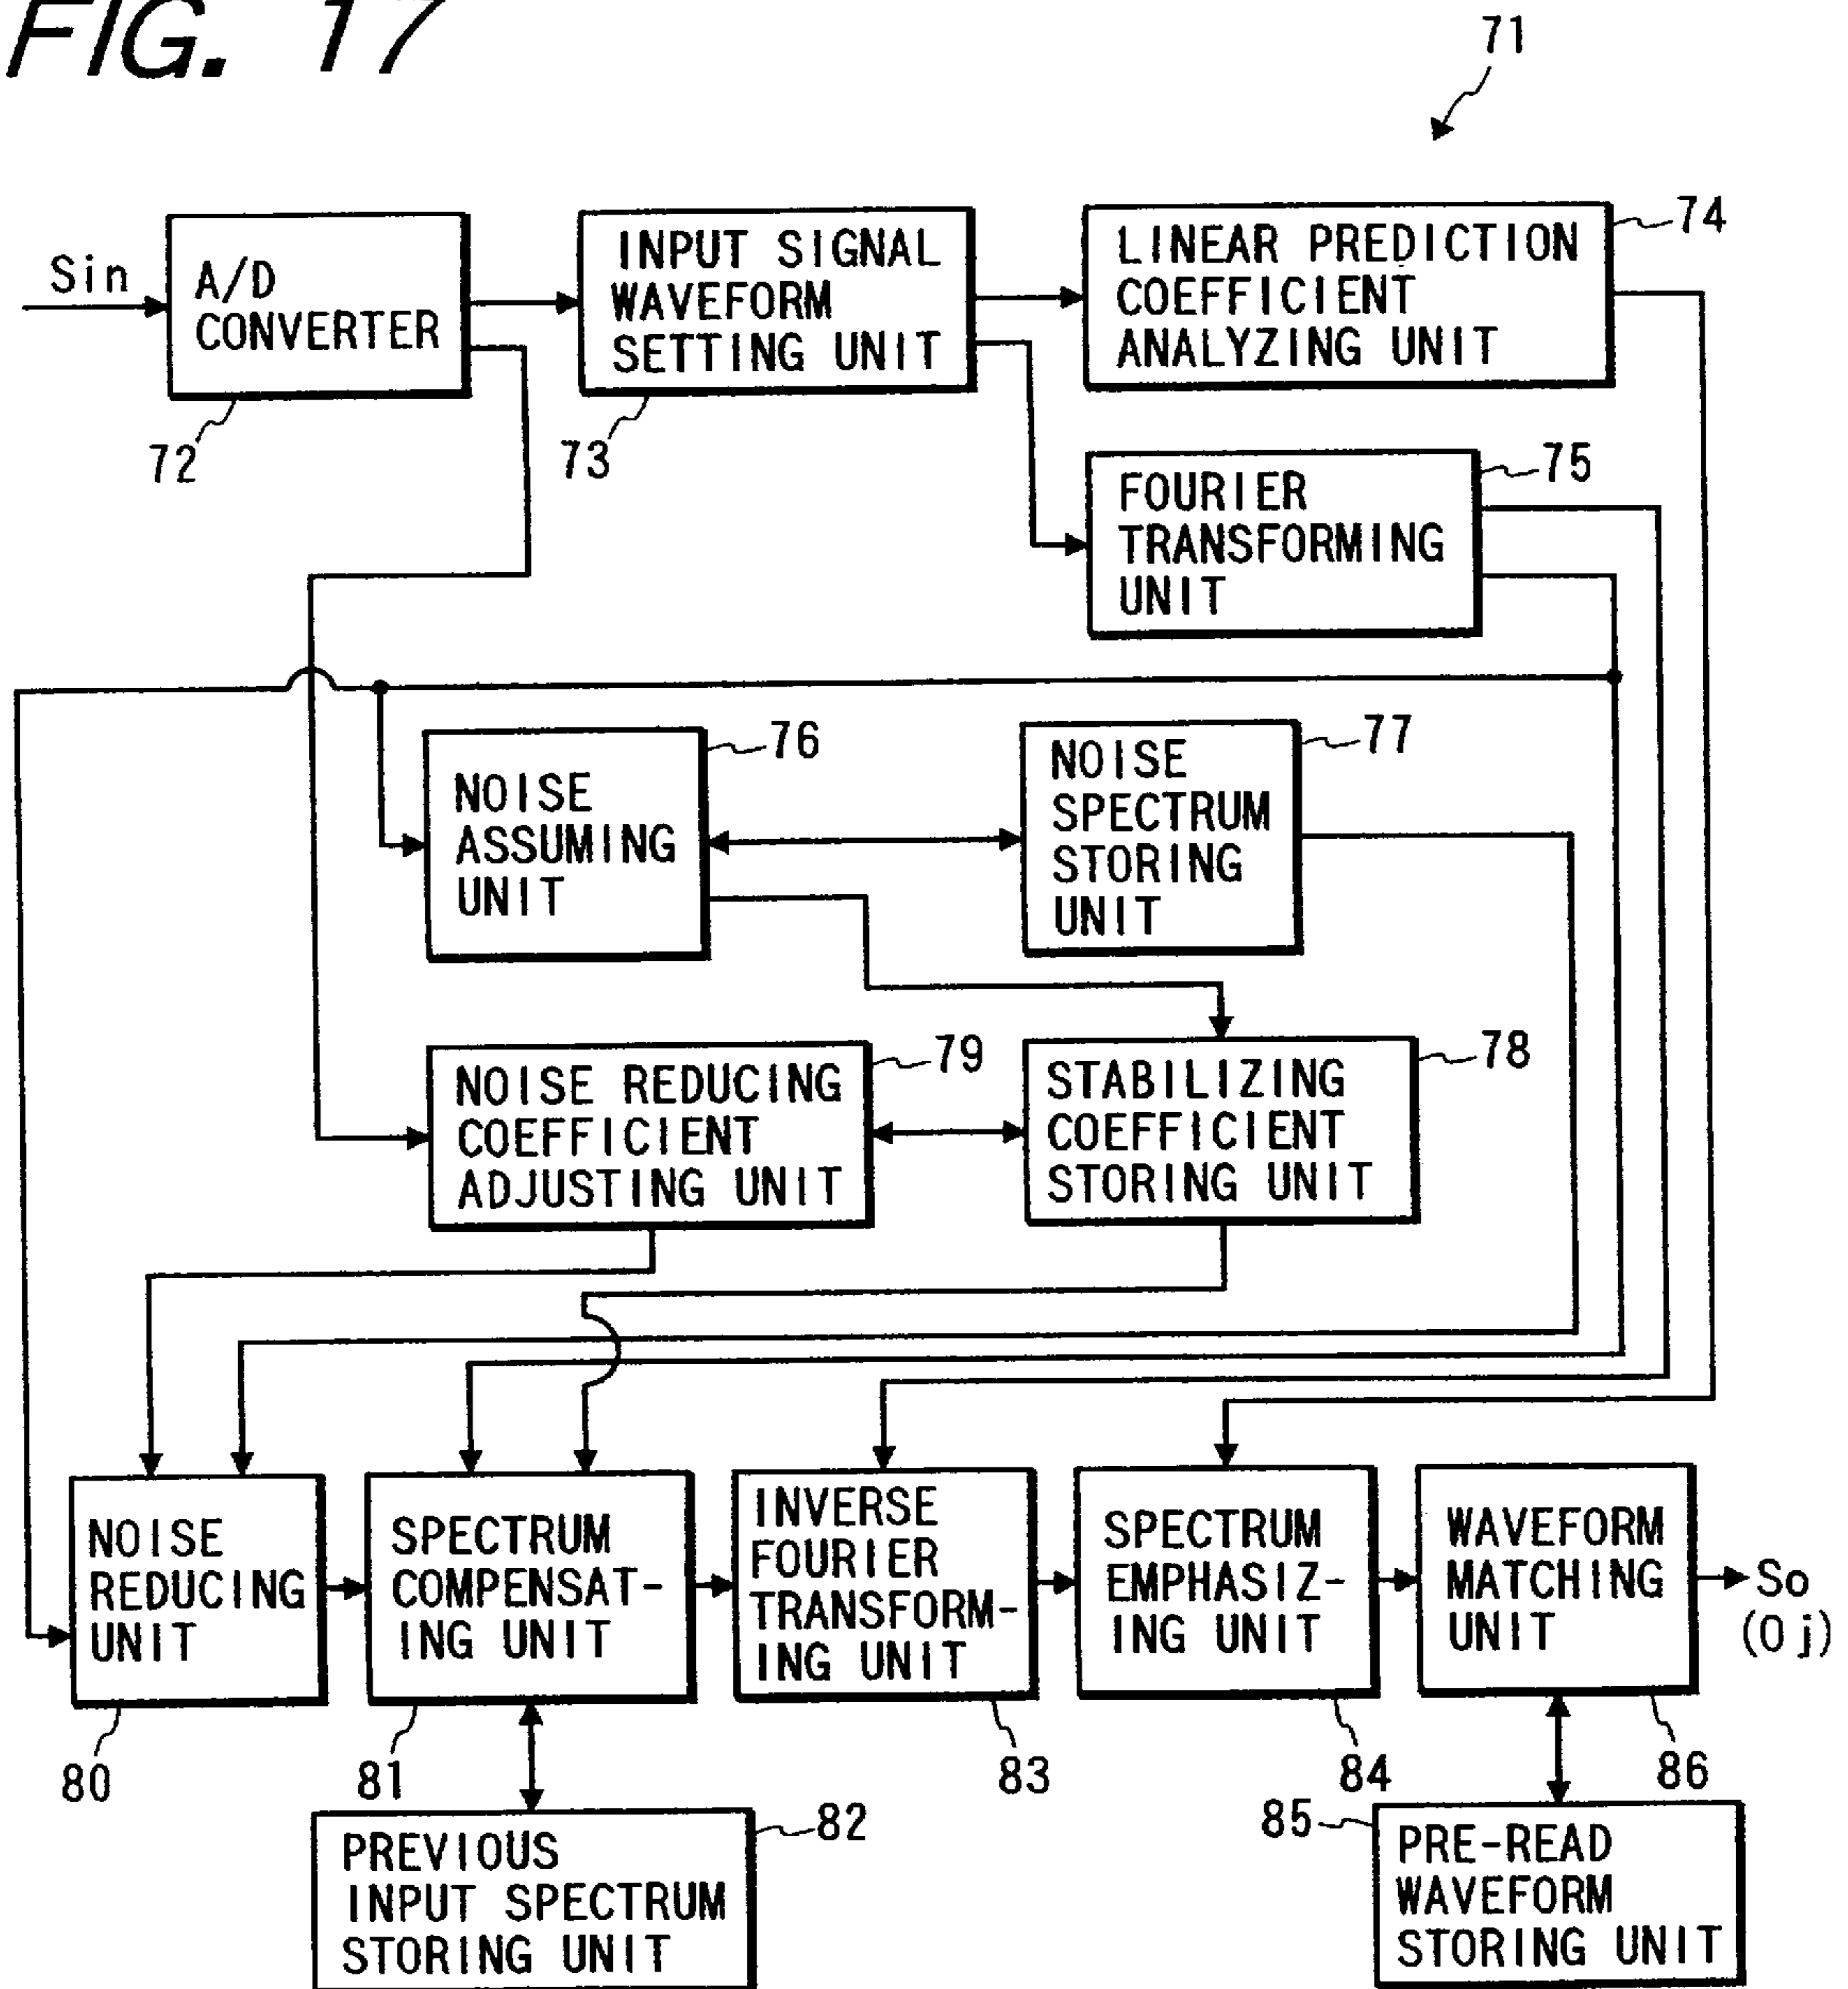 FIG. 17
71
Sin
A/D
CONVERTER
72
INPUT SIGNAL
WAVEFORM
SETTING UNIT
73
LINEAR PREDICTION
COEFFICIENT
ANALYZING UNIT
74
FOURIER
TRANSFORMING
UNIT
75
NOISE
ASSUMING
UNIT
76
NOISE
SPECTRUM
STORING
UNIT
77
NOISE REDUCING
COEFFICIENT
ADJUSTING UNIT
79
STABILIZING
COEFFICIENT
STORING UNIT
78
NOISE
REDUCING
UNIT
80
SPECTRUM
COMPENSAT-
ING UNIT
81
INVERSE
FOURIER
TRANSFORM-
ING UNIT
83
SPECTRUM
EMPHASIZ-
ING UNIT
84
WAVEFORM
MATCHING
UNIT
86
So
(Oj)
PREVIOUS
INPUT SPECTRUM
STORING UNIT
82
85
PRE-READ
WAVEFORM
STORING UNIT